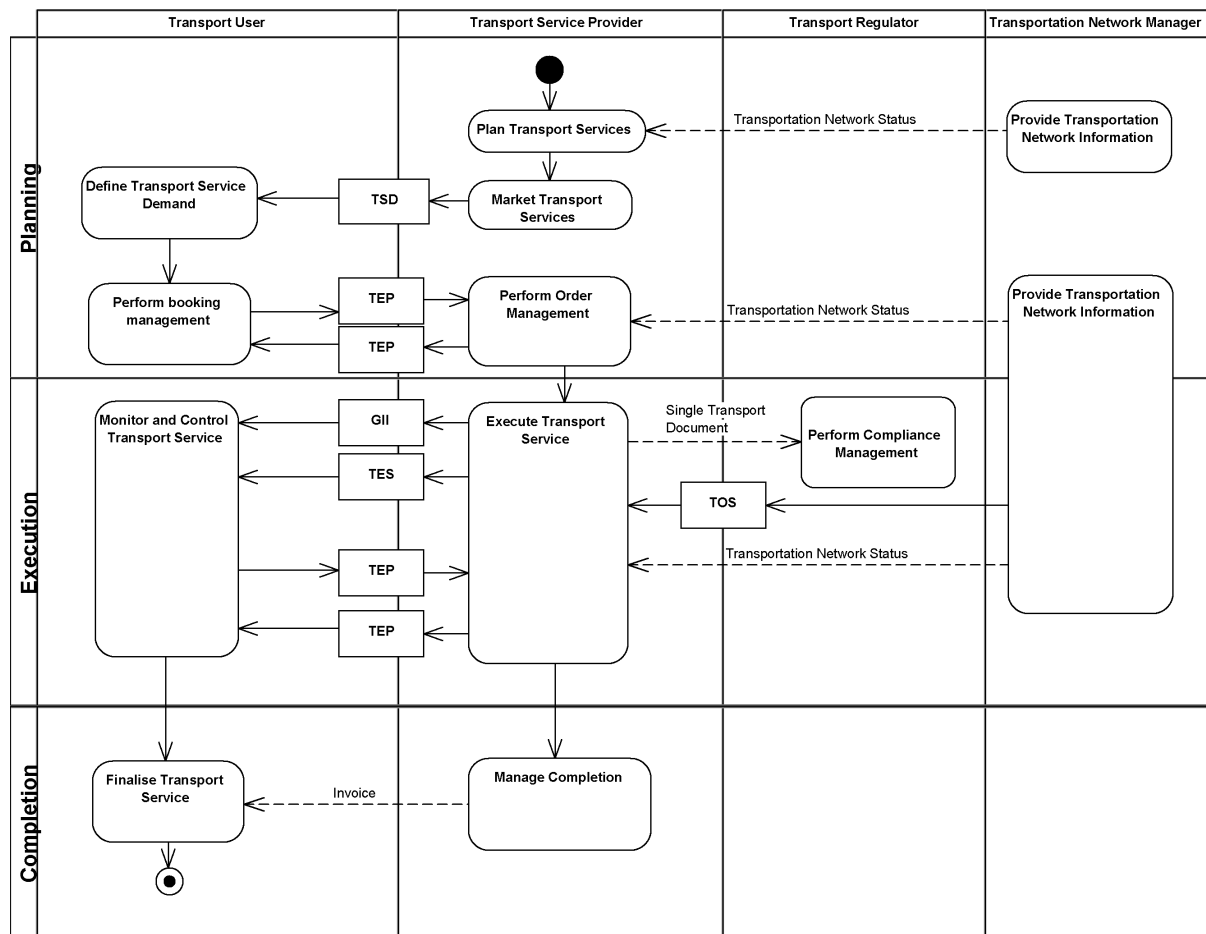 Transport User
Transport Service Provider
Transport Regulator
Transportation Network Manager
Planning
Plan Transport Services
Transportation Network Status
Provide Transportation
Network Information
Define Transport Service
Demand
TSD
Market Transport
Services
Perform booking
management
TEP
TEP
Perform Order
Management
Transportation Network Status
Provide Transportation
Network Information
Execution
Monitor and Control
Transport Service
GII
TES
TEP
TEP
Execute Transport
Service
Single Transport
Document
Perform Compliance
Management
TOS
Transportation Network Status
Completion
Finalise Transport
Service
Invoice
Manage Completion